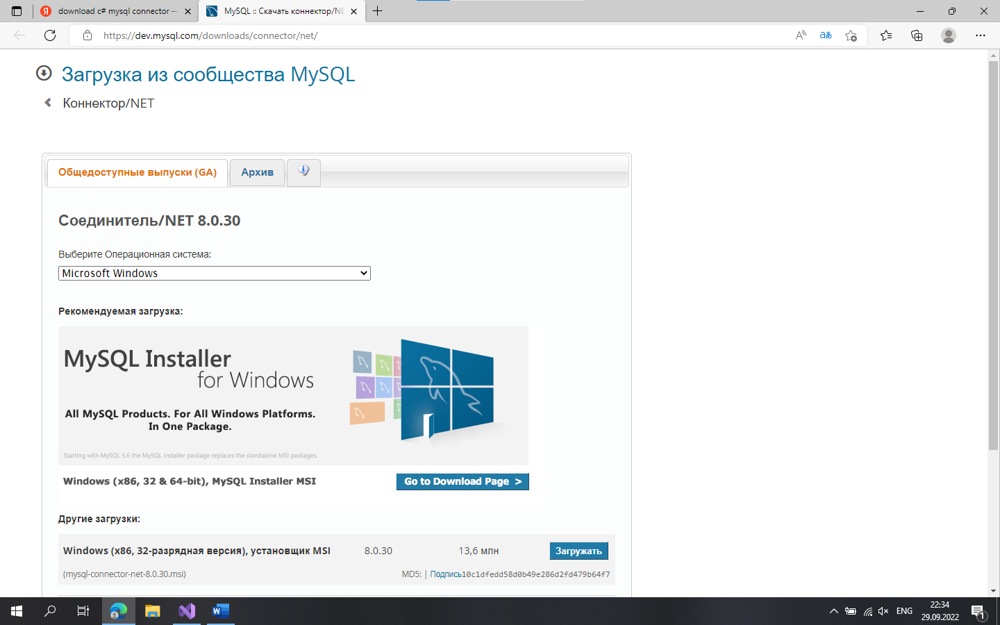 download c# mysql connector —
MySQL :: Скачать коннектор/NE
https://dev.mysql.com/downloads/connector/net/
Загрузка из сообщества MySQL
Коннектор/NET
Общедоступные выпуски (GA)
Архив
Соединитель/NET 8.0.30
Выберите Операционная система:
Microsoft Windows
Рекомендуемая загрузка:
MySQL Installer
for Windows
All MySQL Products. For All Windows Platforms.
In One Package.
Starting with MySQL 5.6 the MySQL Installer package replaces the standalone MSI packages.
Windows (x86, 32 & 64-bit), MySQL Installer MSI
Go to Download Page >
Другие загрузки:
Windows (x86, 32-разрядная версия), установщик MSI 8.0.30 13,6 млн Загружать
(mysql-connector-net-8.0.30.msi) MD5: | Подпись10c1dfedd58d0b49e286d2fd479b64f7
ENG
22:34
29.09.2022
1